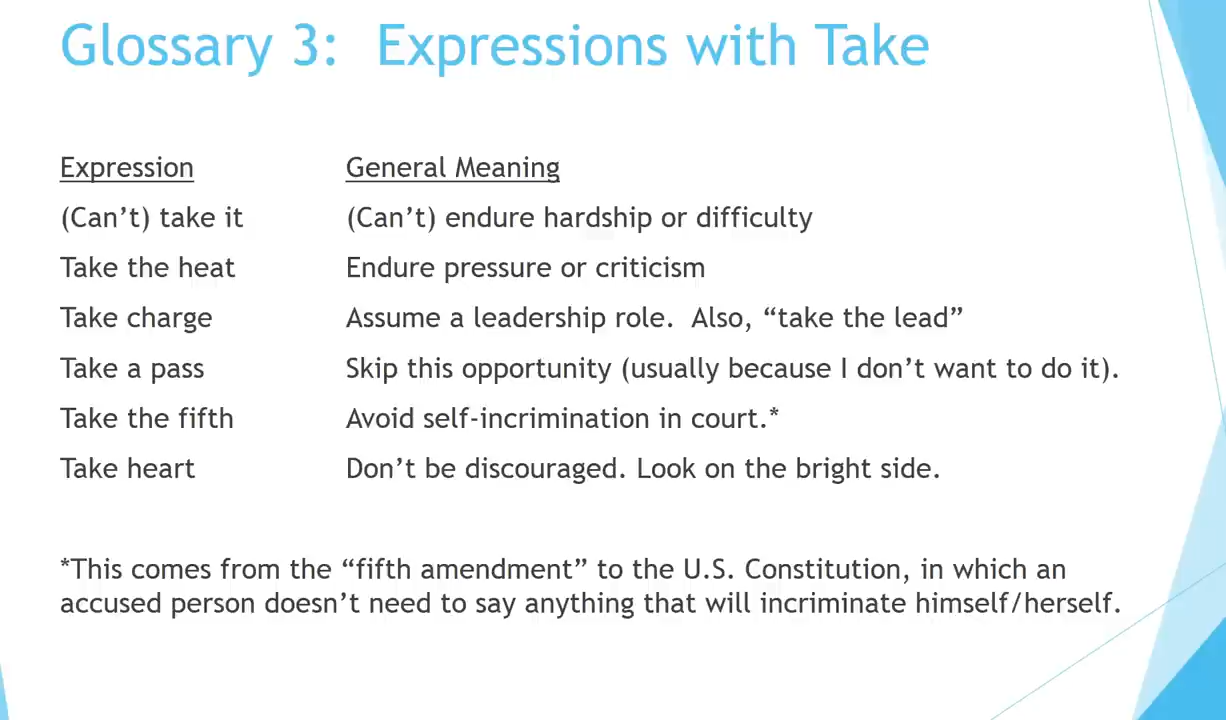 Glossary 3:  Expressions with Take
Expression General Meaning
(Can’t) take it (Can’t) endure hardship or difficulty
Take the heat Endure pressure or criticism
Take charge Assume a leadership role.  Also, “take the lead”
Take a pass Skip this opportunity (usually because I don’t want to do it).
Take the fifth Avoid self-incrimination in court.*
Take heart Don’t be discouraged. Look on the bright side.
*This comes from the “fifth amendment” to the U.S. Constitution, in which an
accused person doesn’t need to say anything that will incriminate himself/herself.